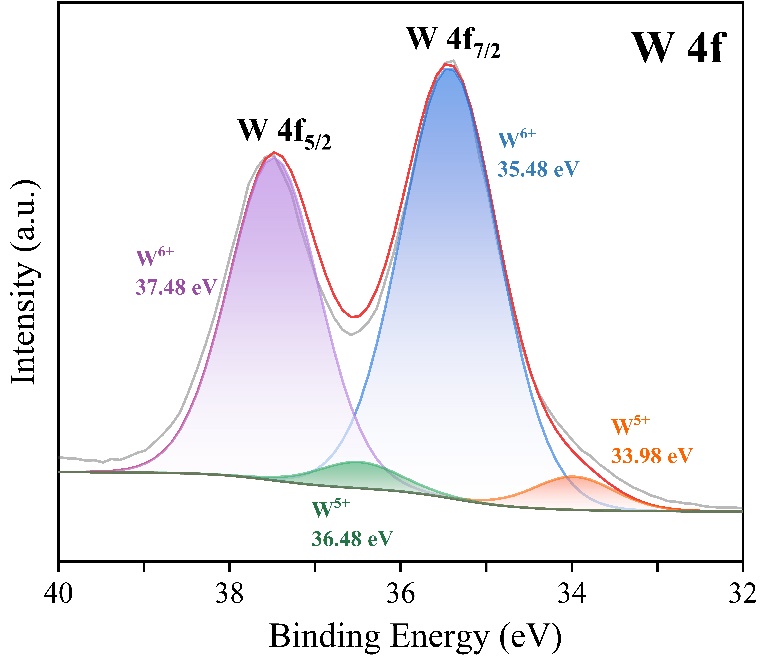 W 4f
W 4f7/2
W 4f5/2
W6+
35.48 eV
W6+
37.48 eV
W5+
33.98 eV
W5+
36.48 eV
Intensity (a.u.)
40 38 36 34 32
Binding Energy (eV)